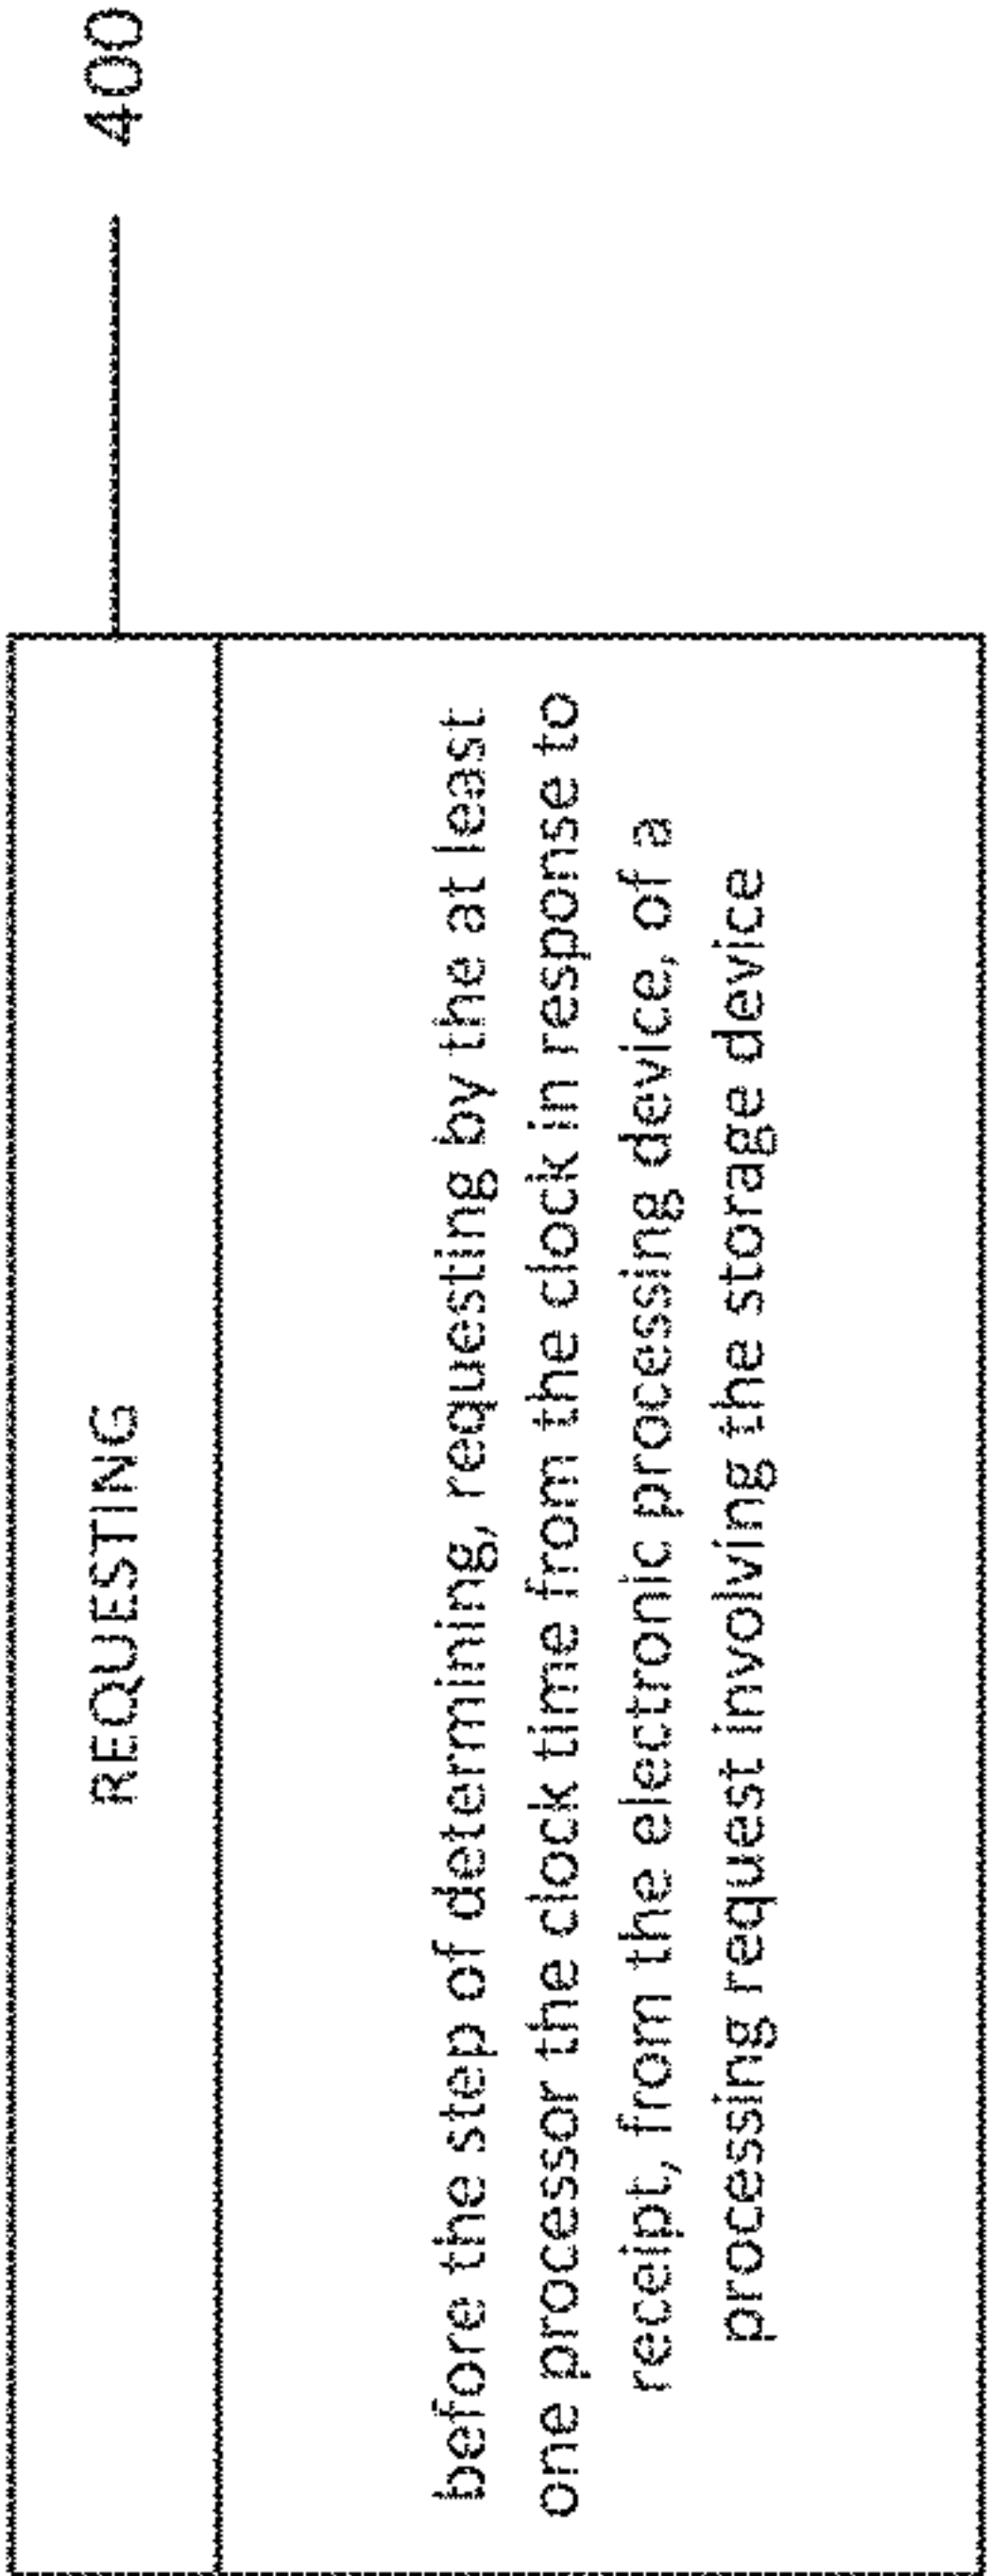 REQUESTING
400
before the step of determining, requesting by the at least
one processor the clock time from the clock in response to
receipt, from the electronic processing device, of a
processing request involving the storage device